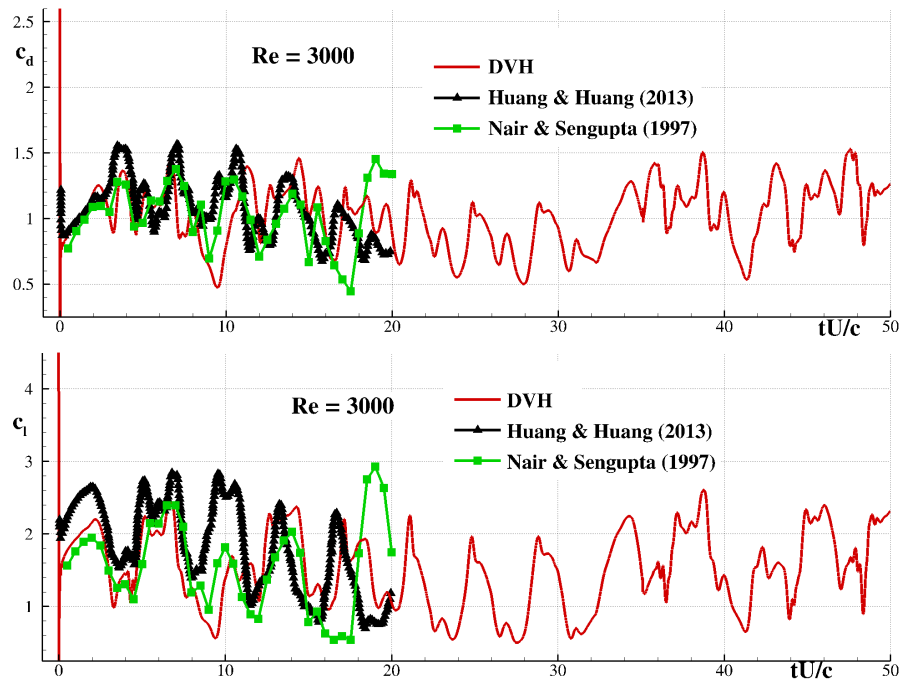 2.5
c_d
Re = 3000
2
DVH
Huang & Huang (2013)
Nair & Sengupta (1997)
1.5
1
0.5
0 10 20 30 40 50
tU/c
4
c_l
Re = 3000
DVH
Huang & Huang (2013)
Nair & Sengupta (1997)
3
2
1
0 10 20 30 40 50
tU/c